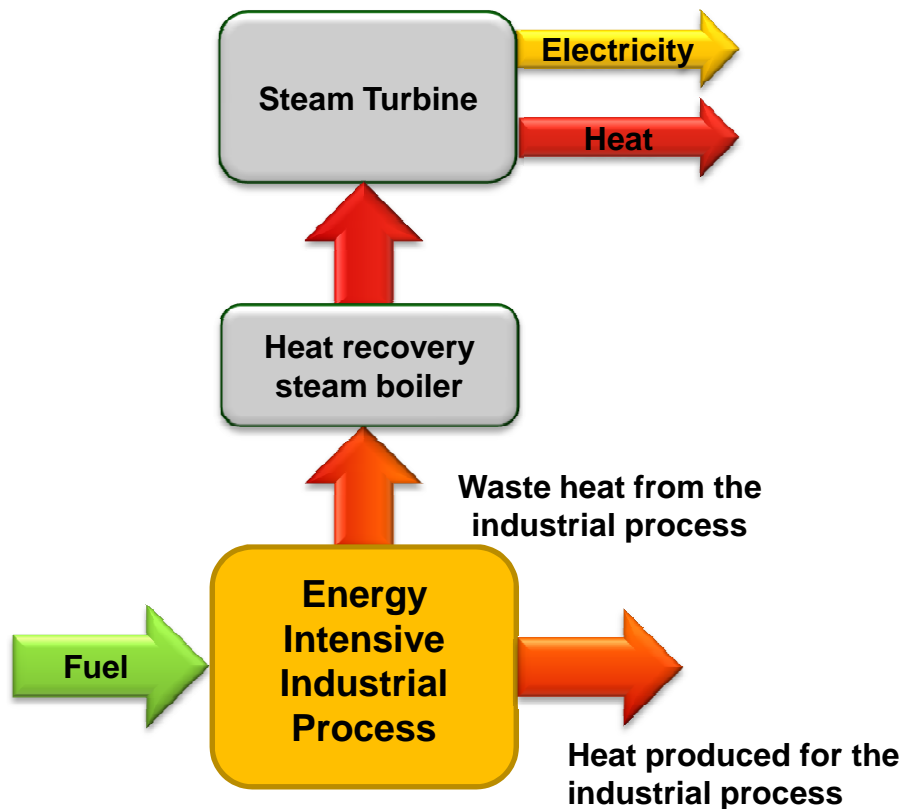 Electricity
Steam Turbine
Heat
Heat recovery
steam boiler
Waste heat from the
industrial process
Energy
Intensive
Industrial
Process
Fuel
Heat produced for the
industrial process